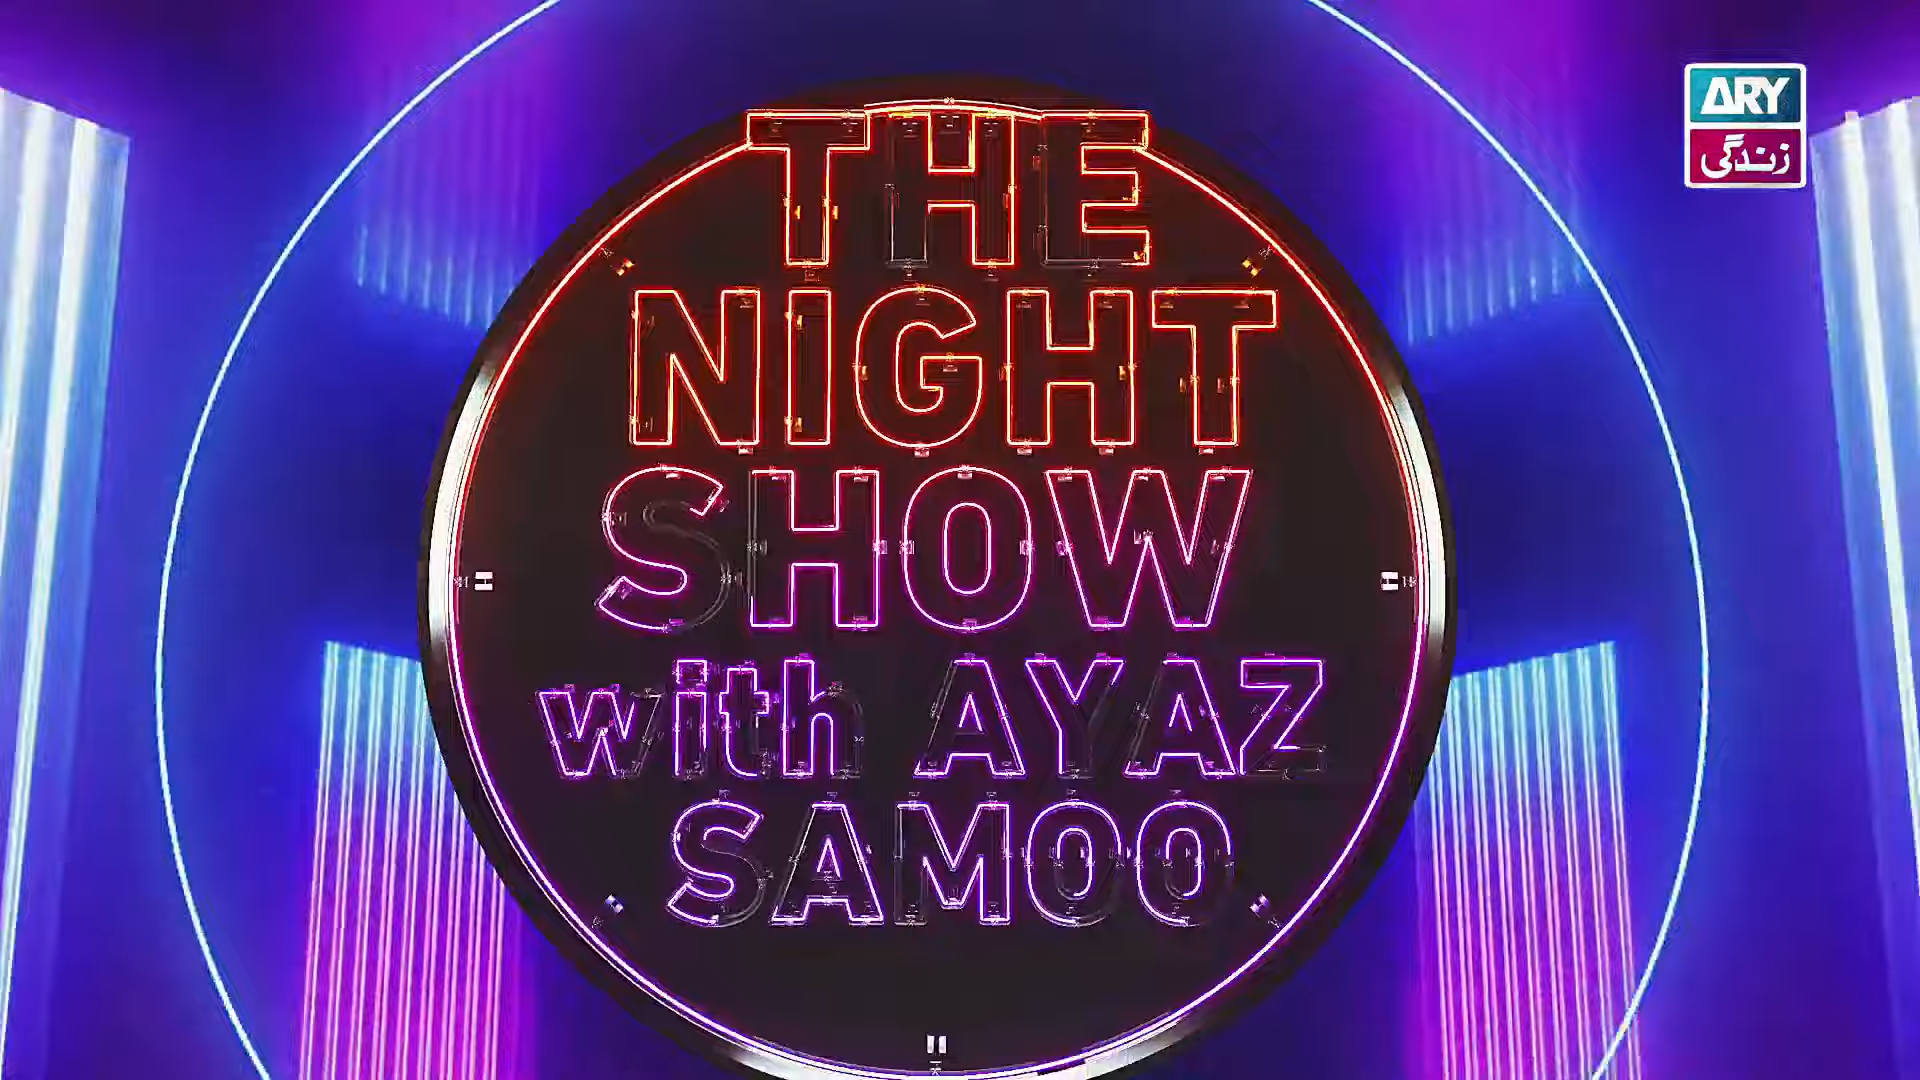 THE
NIGHT
SHOW
with AYAZ
SAMOO
ARY
زندگی